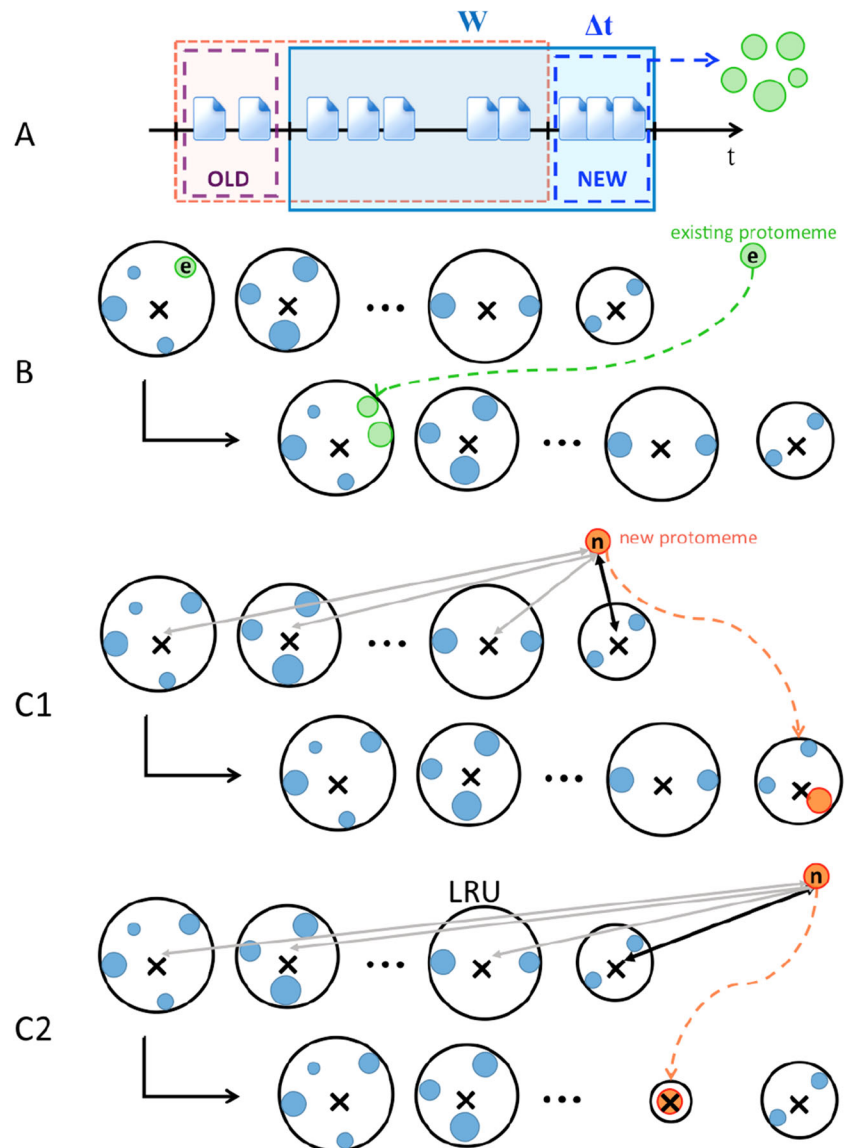 W
Δt
A
OLD
NEW
t
existing protomeme
e
e
B
n
new protomeme
C1
n
LRU
C2